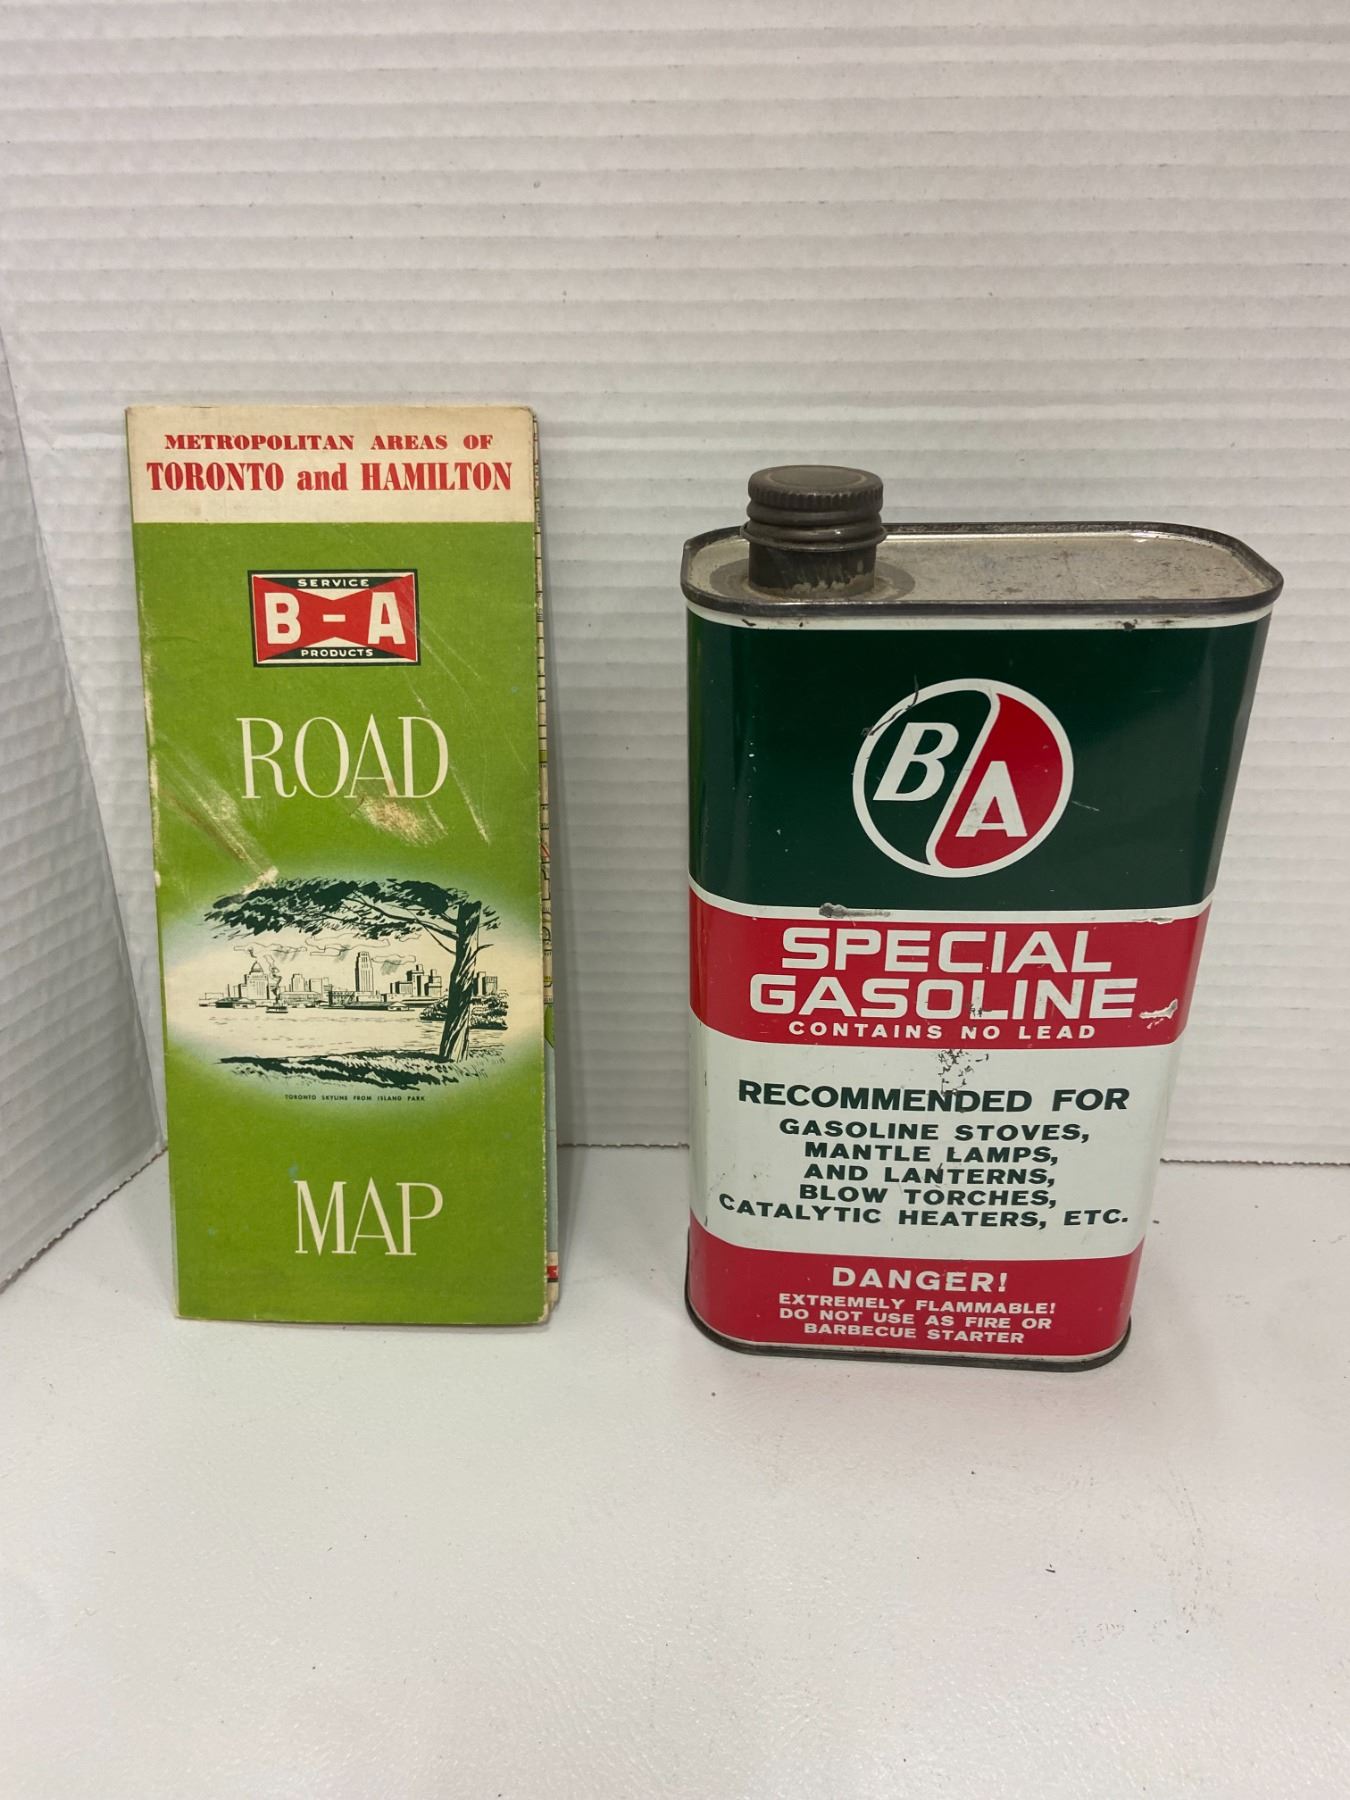 METROPOLITAN AREAS OF
TORONTO and HAMILTON
SERVICE
B-A
PRODUCTS
ROAD
TORONTO SKYLINE FROM ISLAND PARK
MAP
B
A
SPECIAL
GASOLINE
CONTAINS NO LEAD
RECOMMENDED FOR
GASOLINE STOVES,
MANTLE LAMPS,
AND LANTERNS,
BLOW TORCHES,
CATALYTIC HEATERS, ETC.
DANGER!
EXTREMELY FLAMMABLE!
DO NOT USE AS FIRE OR
BARBECUE STARTER